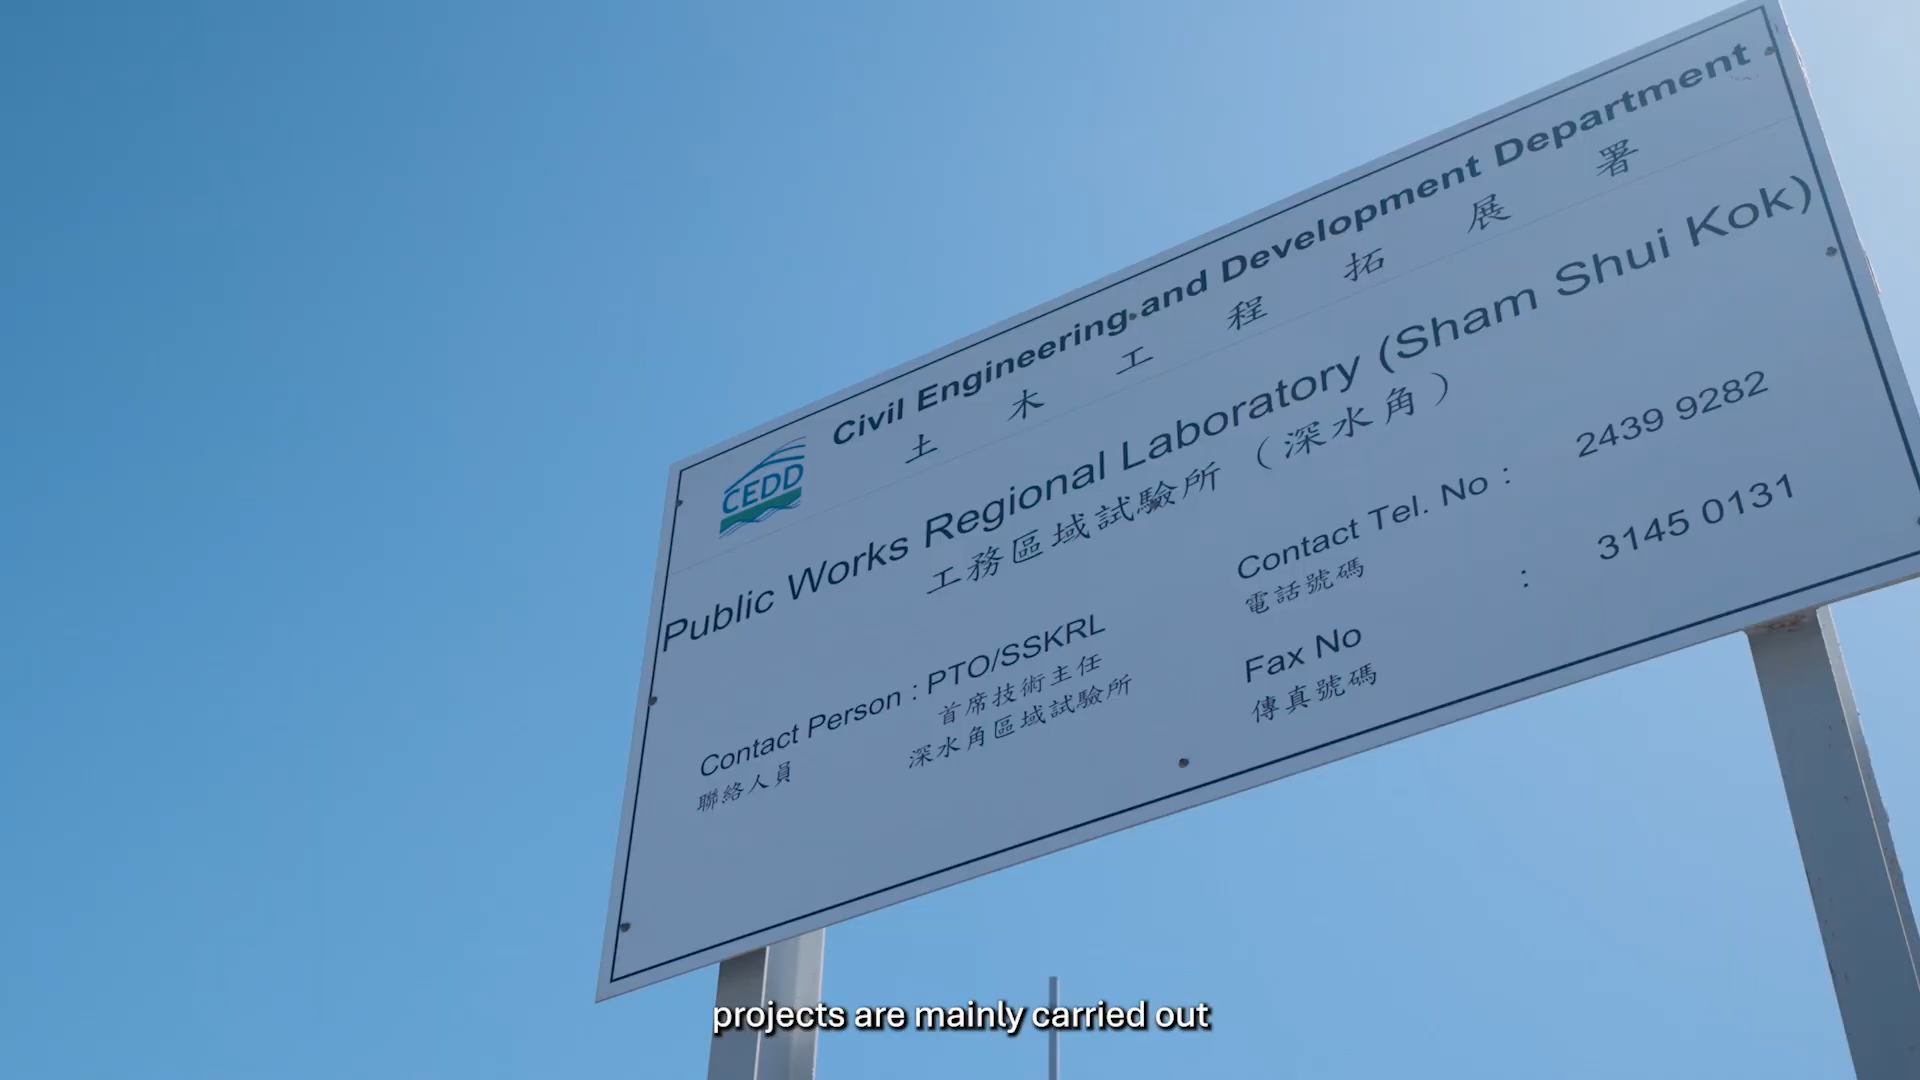 Civil Engineering and Development Department
土木工程拓展署
CEDD
Public Works Regional Laboratory (Sham Shui Kok)
工務區域試驗所（深水角）
Contact Person : PTO/SSKRL
聯絡人員 首席技術主任
深水角區域試驗所
Contact Tel. No : 2439 9282
電話號碼
Fax No : 3145 0131
傳真號碼
projects are mainly carried out